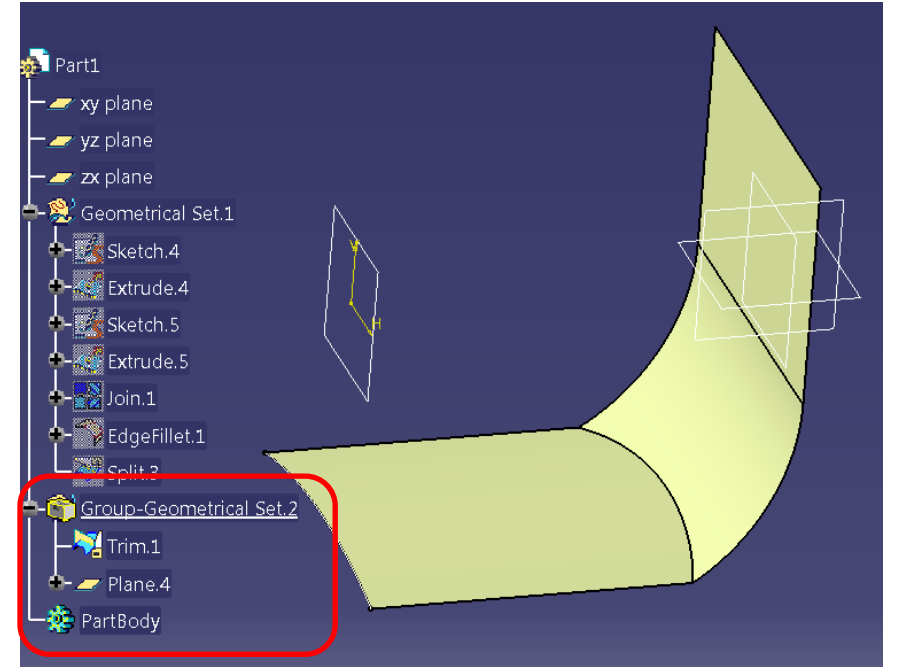 Part1
xy plane
yz plane
zx plane
Geometrical Set.1
Sketch.4
Extrude.4
Sketch.5
Extrude.5
Join.1
EdgeFillet.1
Split.3
Group-Geometrical Set.2
Trim.1
Plane.4
PartBody
V
H